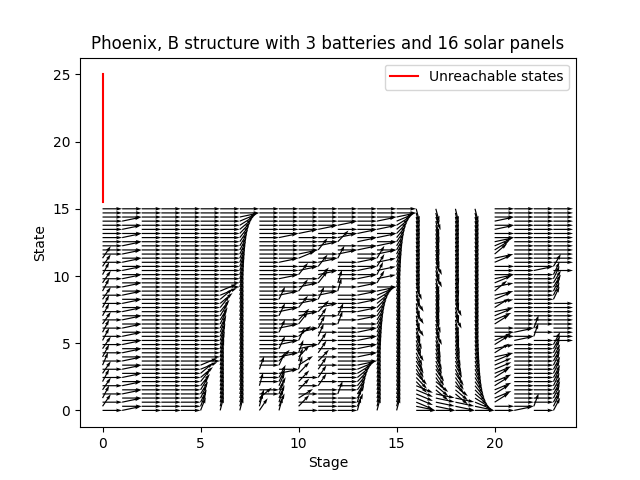 Phoenix, B structure with 3 batteries and 16 solar panels
Unreachable states
25
20
15
10
5
0
State
0 5 10 15 20
Stage